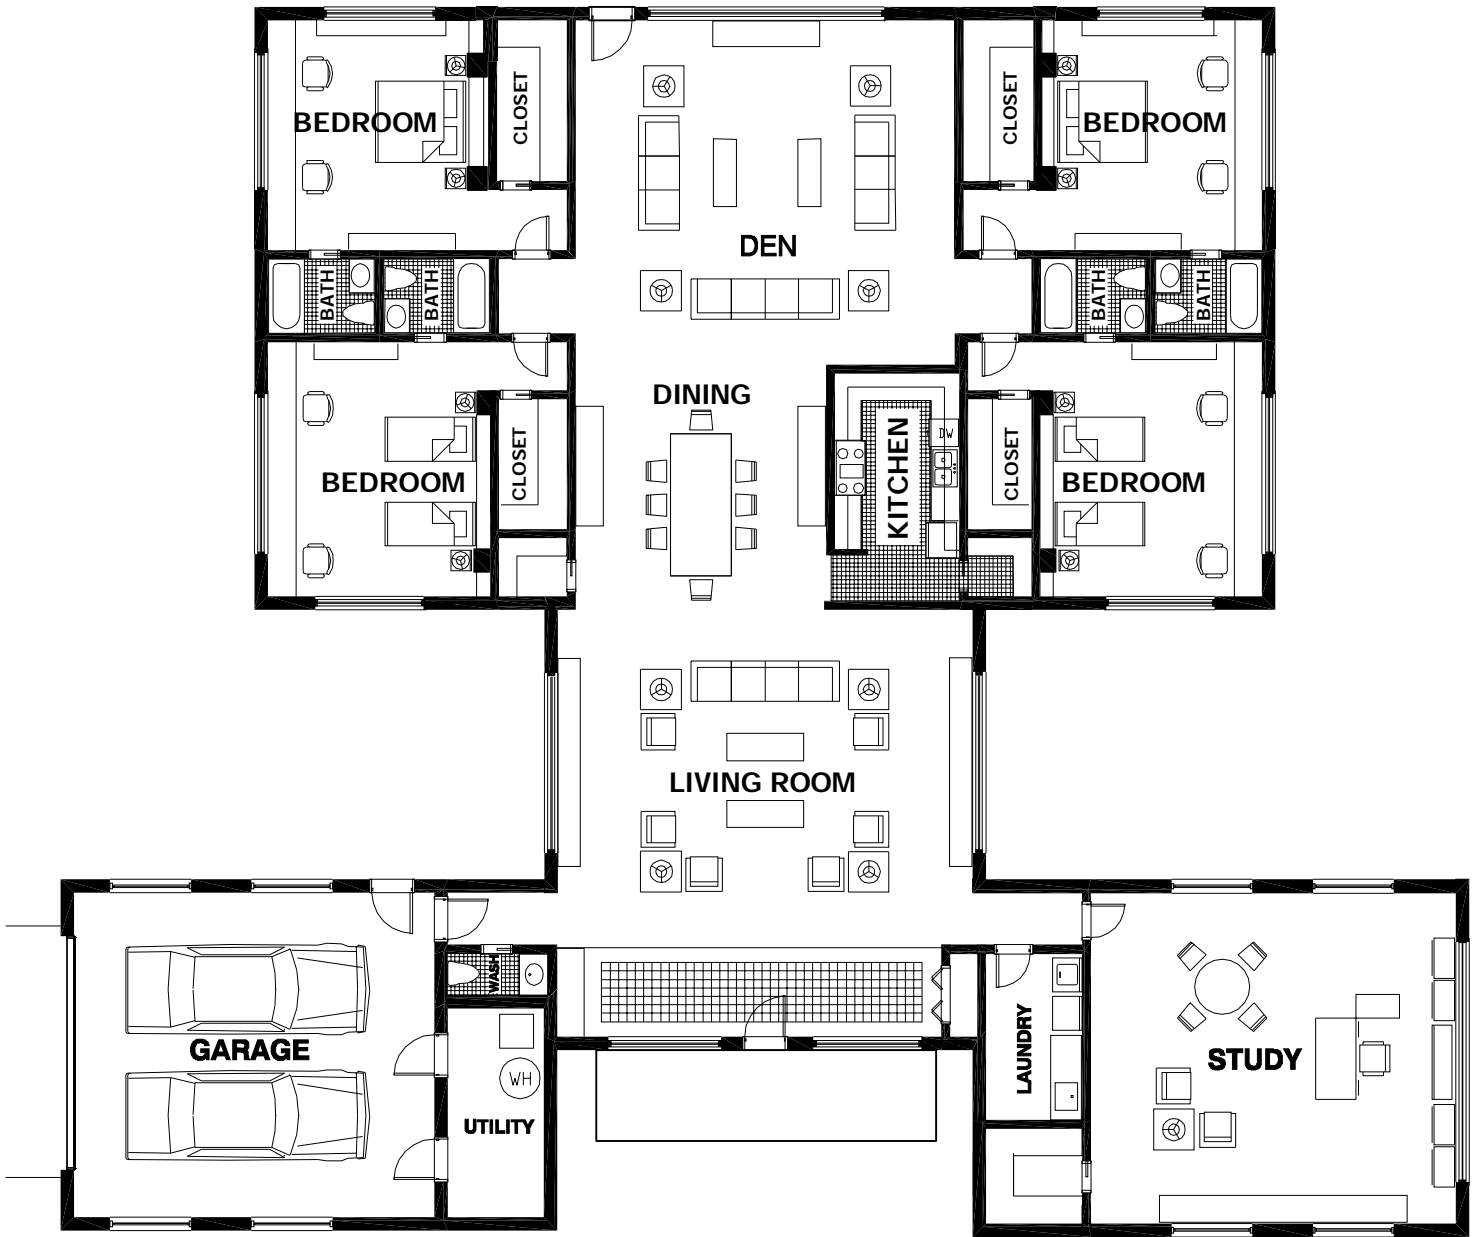 BEDROOM
CLOSET
CLOSET
BEDROOM
DEN
BATH
BATH
BATH
BATH
DINING
KITCHEN
DW
BEDROOM
CLOSET
CLOSET
BEDROOM
LIVING ROOM
WASH
GARAGE
WH
UTILITY
LAUNDRY
STUDY